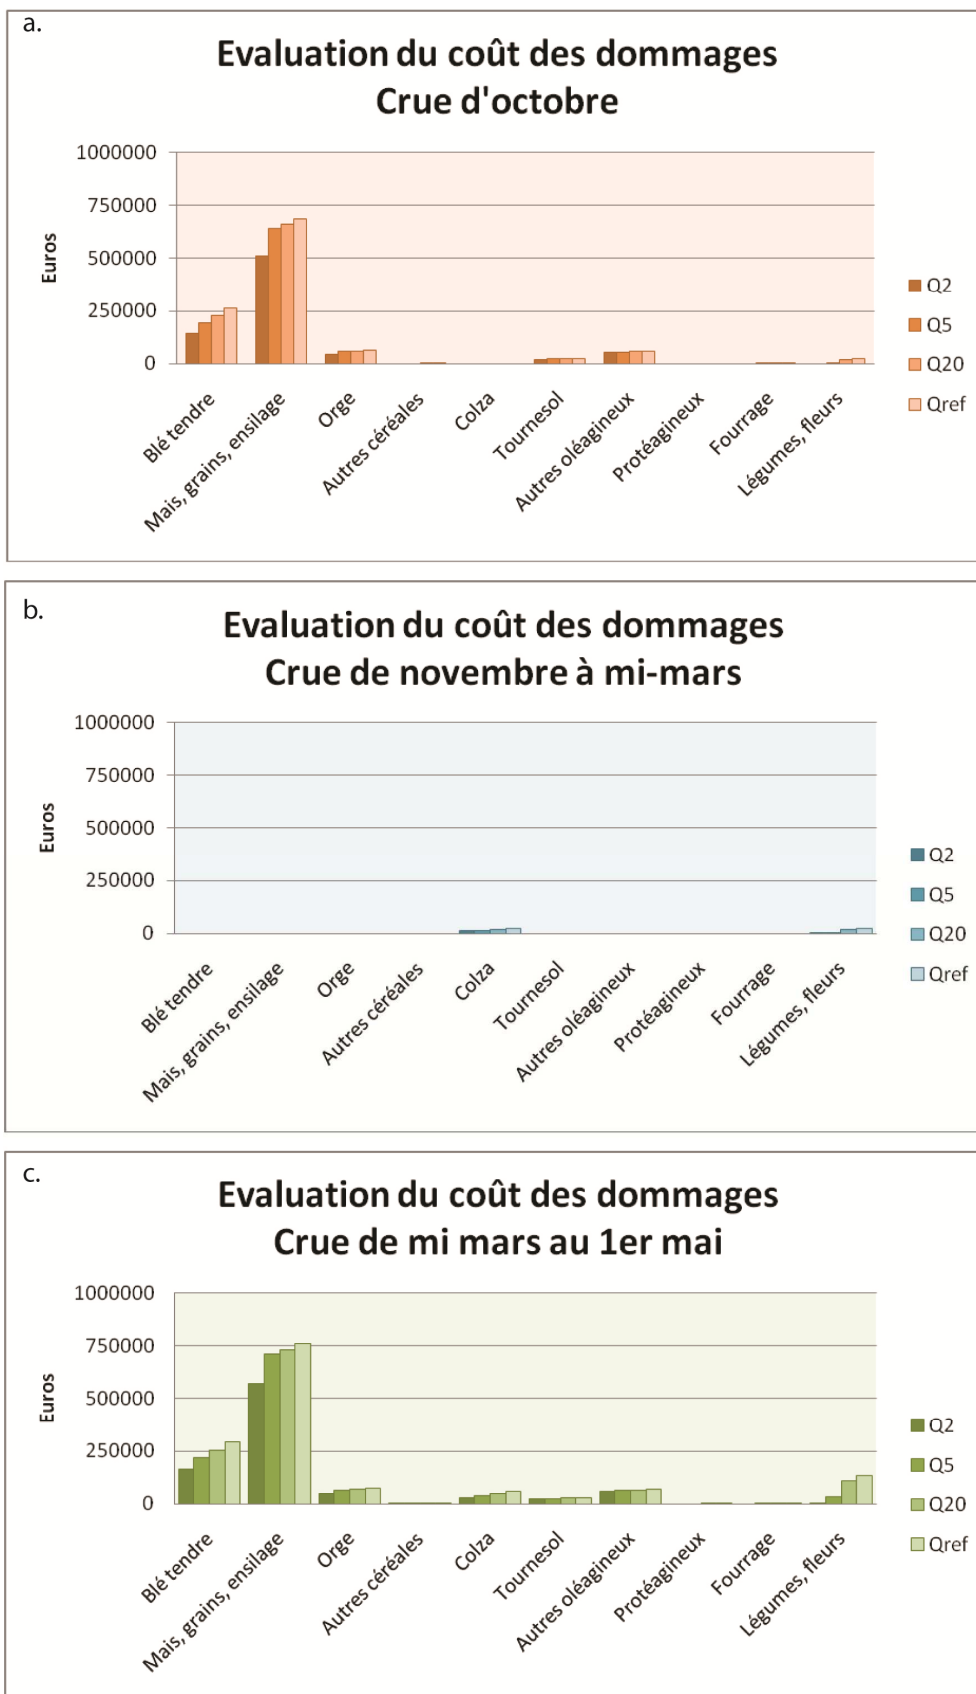 a.
Evaluation du coût des dommages
Crue d'octobre
1000000
750000
500000
250000
0
Euros
Blé tendre
Mais, grains, ensilage
Orge
Autres céréales
Colza
Tournesol
Autres oléagineux
Protéagineux
Fourrage
Légumes, fleurs
Q2
Q5
Q20
Qref
b.
Evaluation du coût des dommages
Crue de novembre à mi-mars
1000000
750000
500000
250000
0
Euros
Blé tendre
Mais, grains, ensilage
Orge
Autres céréales
Colza
Tournesol
Autres oléagineux
Protéagineux
Fourrage
Légumes, fleurs
Q2
Q5
Q20
Qref
c.
Evaluation du coût des dommages
Crue de mi mars au 1er mai
1000000
750000
500000
250000
0
Euros
Blé tendre
Mais, grains, ensilage
Orge
Autres céréales
Colza
Tournesol
Autres oléagineux
Protéagineux
Fourrage
Légumes, fleurs
Q2
Q5
Q20
Qref